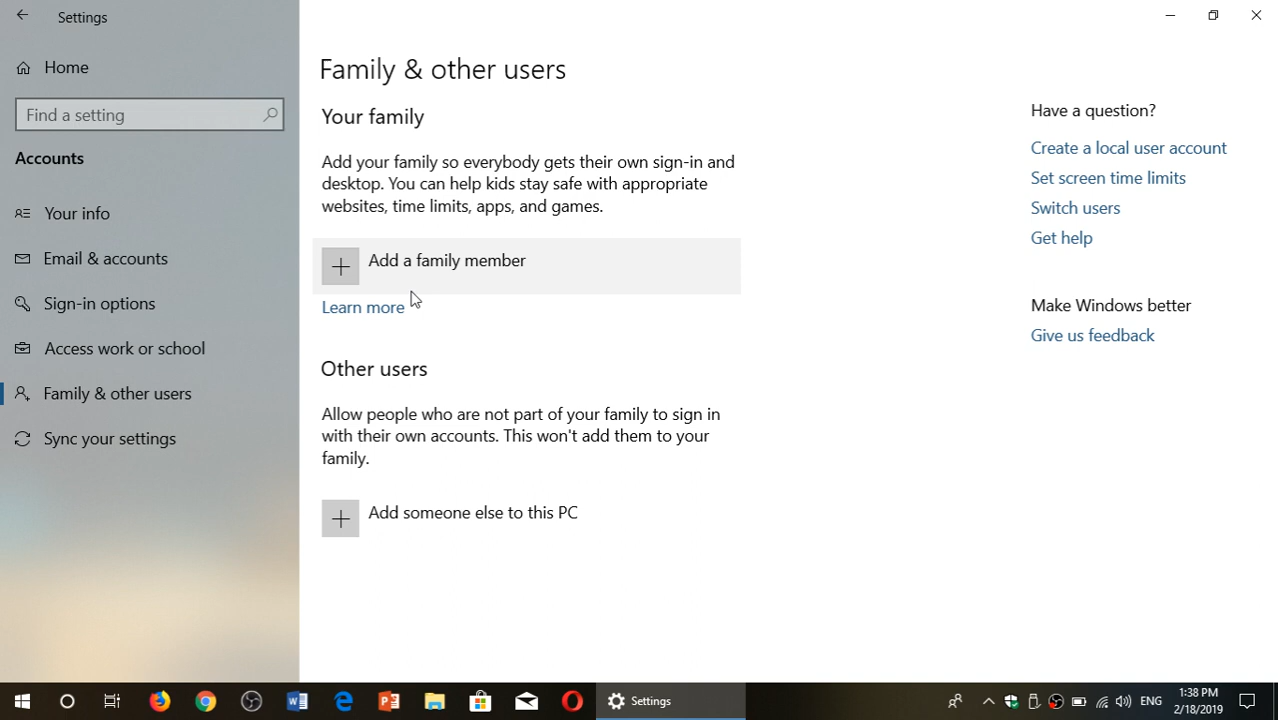 Settings
Home
Find a setting
Accounts
Your info
Email & accounts
Sign-in options
Access work or school
Family & other users
Sync your settings
Family & other users
Your family
Add your family so everybody gets their own sign-in and
desktop. You can help kids stay safe with appropriate
websites, time limits, apps, and games.
Add a family member
Learn more
Other users
Allow people who are not part of your family to sign in
with their own accounts. This won't add them to your
family.
Add someone else to this PC
Have a question?
Create a local user account
Set screen time limits
Switch users
Get help
Make Windows better
Give us feedback
Settings
ENG
1:38 PM
2/18/2019